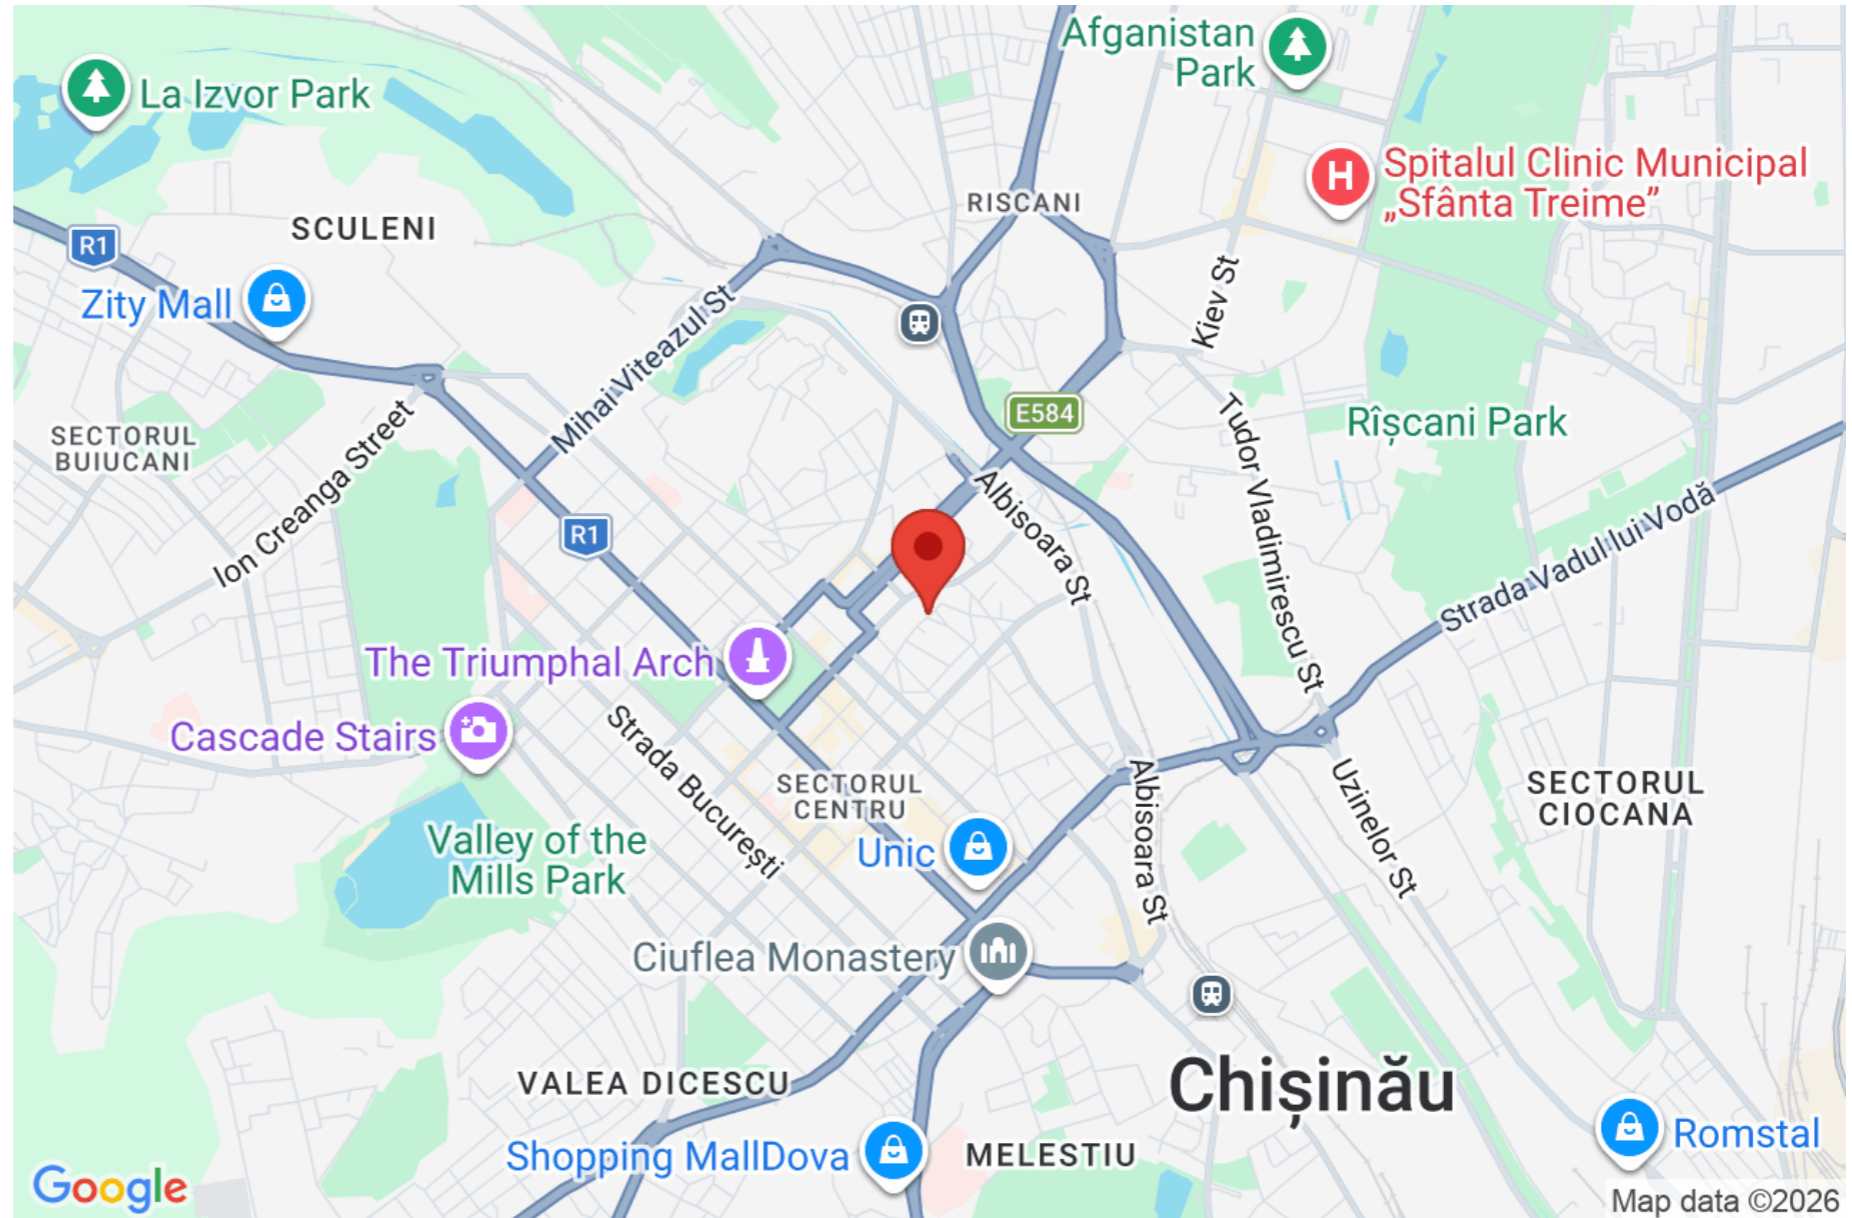 Afganistan
Park
La Izvor Park
Spitalul Clinic Municipal
„Sfânta Treime”
RISCANI
SCULENI
R1
Zity Mall
Kiev St
Mihai Viteazul St
E584
Rîșcani Park
SECTORUL
BUIUCANI
Ion Creanga Street
Tudor Vladimirescu St
Albisoara St
Strada Vadul lui Vodă
R1
The Triumphal Arch
Cascade Stairs
Strada București
SECTORUL
CENTRU
Albisoara St
Uzinelor St
SECTORUL
CIOCANA
Valley of the
Mills Park
Unic
Ciuflea Monastery
VALEA DICESCU
Chișinău
Shopping MallDova
MELESTIU
Romstal
Google
Map data ©2026